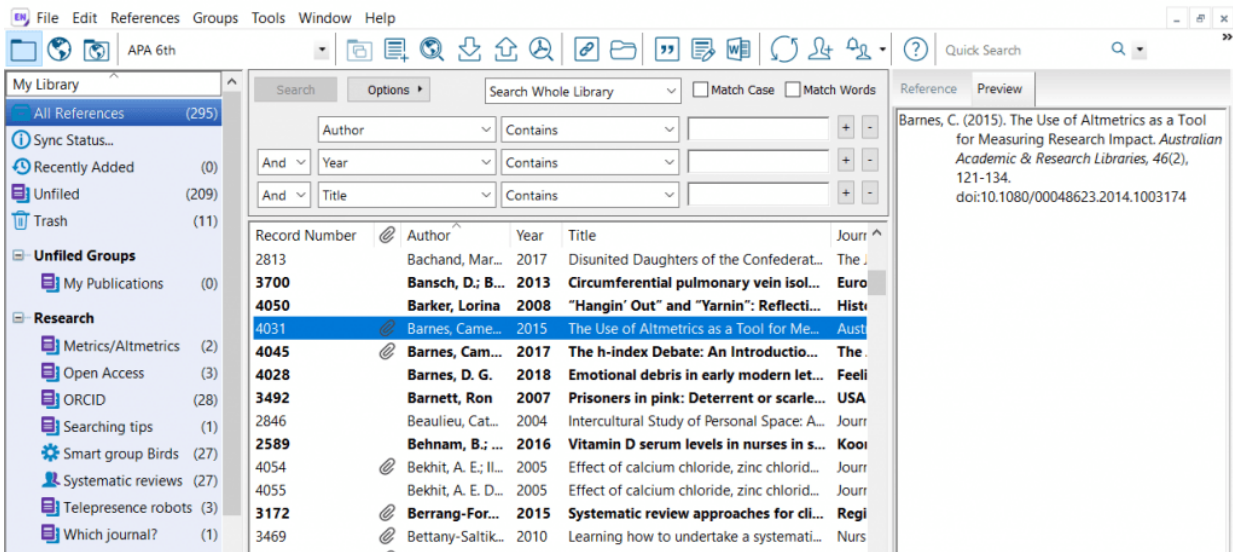 EN File Edit References Groups Tools Window Help
APA 6th Quick Search
My Library
All References (295)
Sync Status...
Recently Added (0)
Unfiled (209)
Trash (11)
Unfiled Groups
My Publications (0)
Research
Metrics/Altmetrics (2)
Open Access (3)
ORCID (28)
Searching tips (1)
Smart group Birds (27)
Systematic reviews (27)
Telepresence robots (3)
Which journal? (1)
Search Options Search Whole Library Match Case Match Words
Author Contains + -
And Year Contains + -
And Title Contains + -
Record Number Author Year Title Journ
2813 Bachand, Mar... 2017 Disunited Daughters of the Confederat... The J
3700 Bansch, D.; B... 2013 Circumferential pulmonary vein isol... Euro
4050 Barker, Lorina 2008 “Hangin’ Out” and “Yarnin”: Reflecti... Histo
4031 Barnes, Came... 2015 The Use of Altmetrics as a Tool for Me... Austr
4045 Barnes, Cam... 2017 The h-index Debate: An Introductio... The
4028 Barnes, D. G. 2018 Emotional debris in early modern let... Feeli
3492 Barnett, Ron 2007 Prisoners in pink: Deterrent or scarle... USA
2846 Beaulieu, Cat... 2004 Intercultural Study of Personal Space: A... Journ
2589 Behnam, B.; ... 2016 Vitamin D serum levels in nurses in s... Koor
4054 Bekhit, A. E.; Il... 2005 Effect of calcium chloride, zinc chlorid... Journ
4055 Bekhit, A. E. D... 2005 Effect of calcium chloride, zinc chlorid... Journ
3172 Berrang-For... 2015 Systematic review approaches for cli... Regi
3469 Bettany-Saltik... 2010 Learning how to undertake a systemati... Nurs
Reference Preview
Barnes, C. (2015). The Use of Altmetrics as a Tool
for Measuring Research Impact. Australian
Academic & Research Libraries, 46(2),
121-134.
doi:10.1080/00048623.2014.1003174